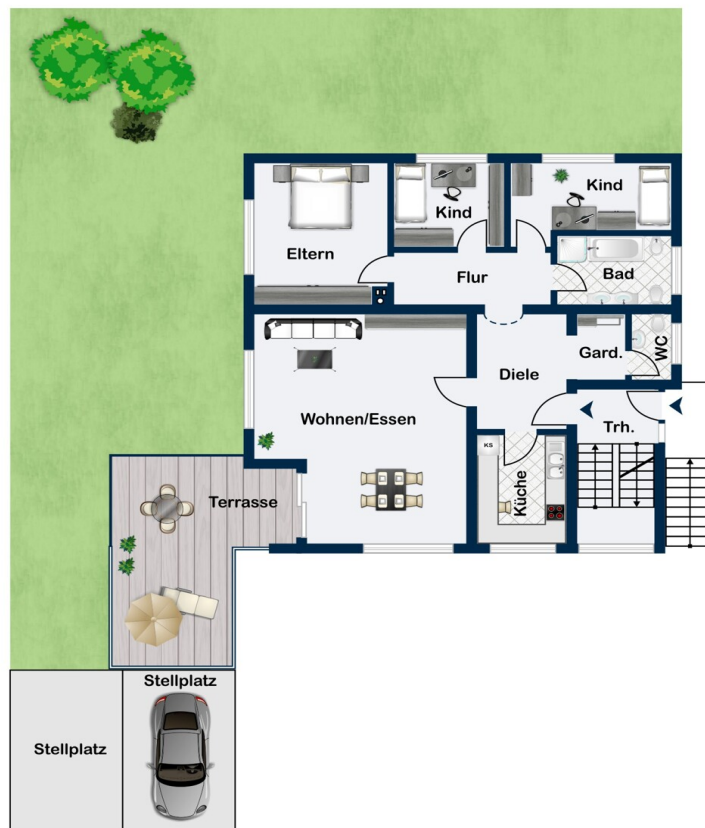 Kind
Kind
Eltern
Flur
Bad
Gard.
WC
Diele
Wohnen/Essen
Trh.
KS
Küche
Terrasse
Stellplatz
Stellplatz